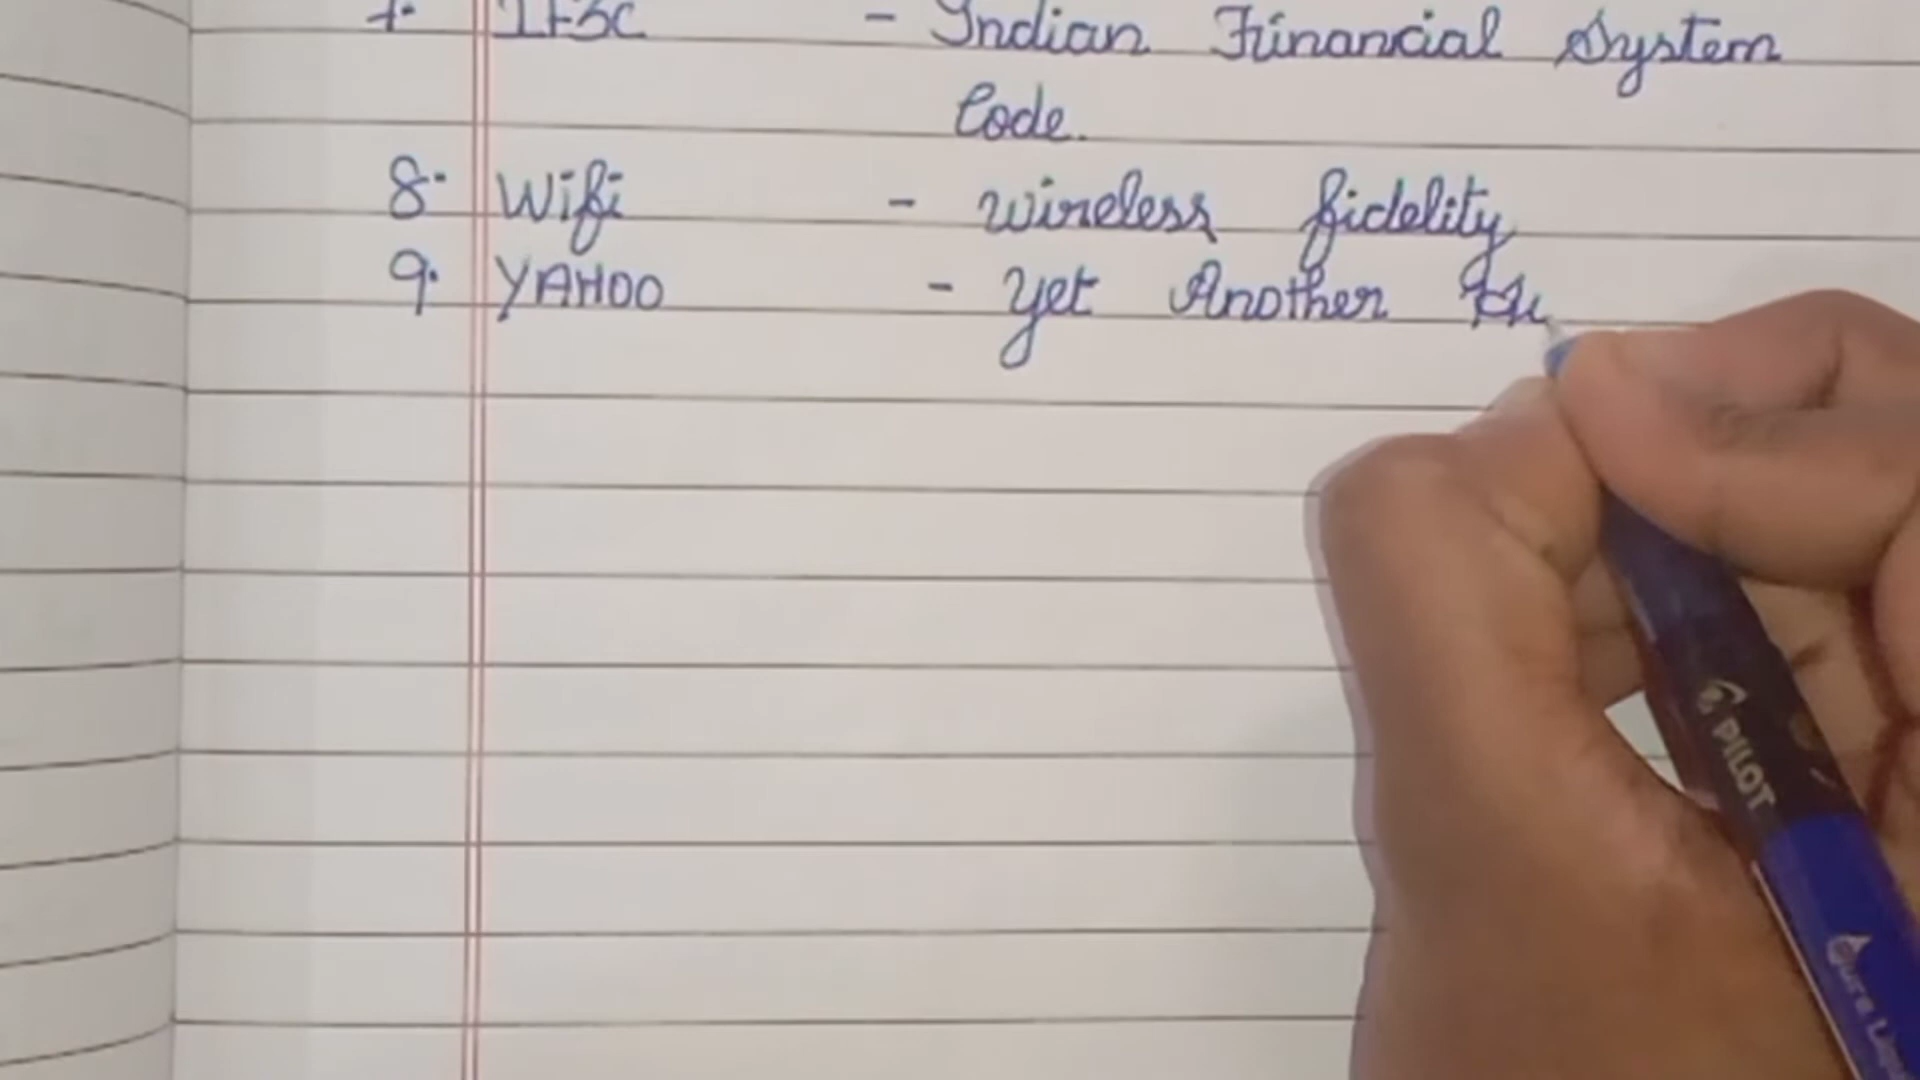 7. IFSC - Indian Financial System
Code.
8. Wifi - wireless fidelity
9. YAHOO - Yet Another
PILOT